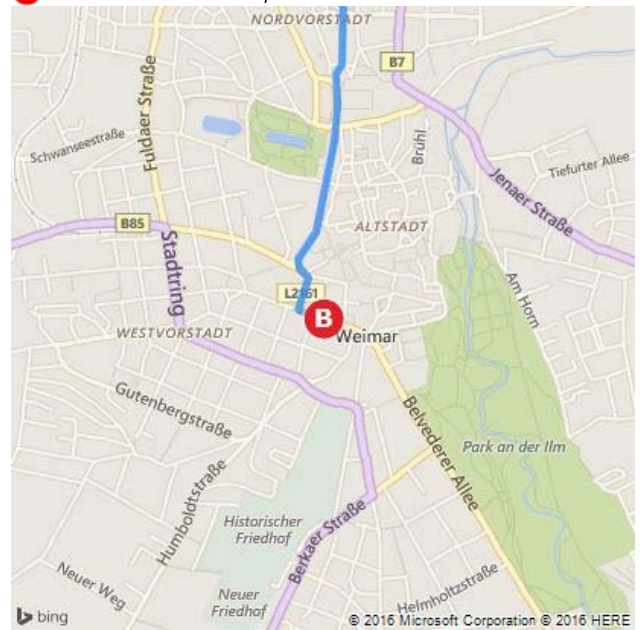 NORDVORSTADT
B7
Fuldaer Straße
Schwanseestraße
Brühl
Tiefurter Allee
Jenaer Straße
ALTSTADT
B85
Stadtring
Am Horn
L2161
B
WESTVORSTADT
Weimar
Gutenbergstraße
Belvederer Allee
Park an der Ilm
Humboldtstraße
Historischer
Friedhof
Berkaer Straße
Neuer Weg
Neuer
Friedhof
Helmholtzstraße
bing
© 2016 Microsoft Corporation © 2016 HERE